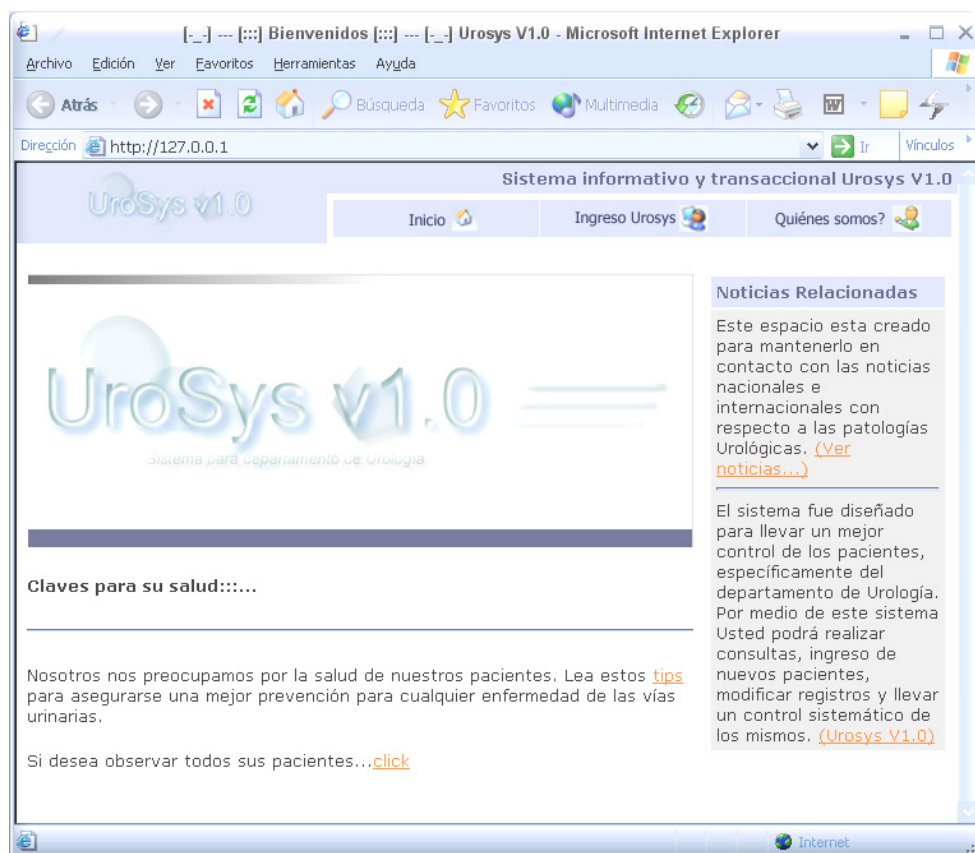 [-_-] --- [:::] Bienvenidos [:::] --- [-_-] Urosys V1.0 - Microsoft Internet Explorer
Archivo Edición Ver Favoritos Herramientas Ayuda
Atrás Búsqueda Favoritos Multimedia
Dirección http://127.0.0.1 Ir Vínculos
UroSys v1.0
Sistema informativo y transaccional Urosys V1.0
Inicio Ingreso Urosys Quiénes somos?
UroSys v1.0
Sistema para departamento de Urología
Claves para su salud:::...
Nosotros nos preocupamos por la salud de nuestros pacientes. Lea estos tips
para asegurarse una mejor prevención para cualquier enfermedad de las vías
urinarias.
Si desea observar todos sus pacientes...click
Noticias Relacionadas
Este espacio esta creado
para mantenerlo en
contacto con las noticias
nacionales e
internacionales con
respecto a las patologías
Urológicas. (Ver
noticias...)
El sistema fue diseñado
para llevar un mejor
control de los pacientes,
específicamente del
departamento de Urología.
Por medio de este sistema
Usted podrá realizar
consultas, ingreso de
nuevos pacientes,
modificar registros y llevar
un control sistemático de
los mismos. (Urosys V1.0)
Internet